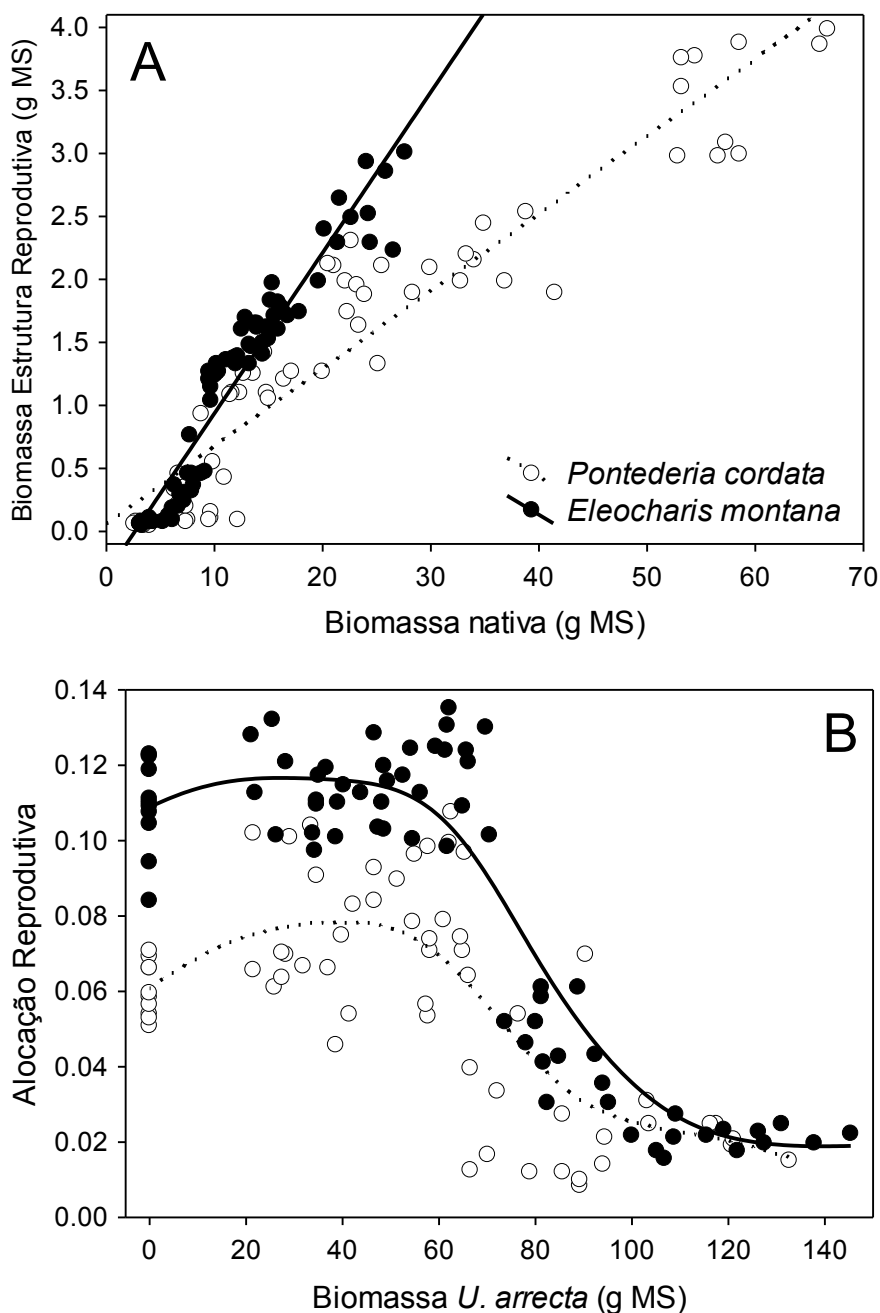 A
Biomassa Estrutura Reprodutiva (g MS)
4.0
3.5
3.0
2.5
2.0
1.5
1.0
0.5
0.0
Pontederia cordata
Eleocharis montana
0 10 20 30 40 50 60 70
Biomassa nativa (g MS)
B
Alocação Reprodutiva
0.14
0.12
0.10
0.08
0.06
0.04
0.02
0.00
0 20 40 60 80 100 120 140
Biomassa U. arrecta (g MS)